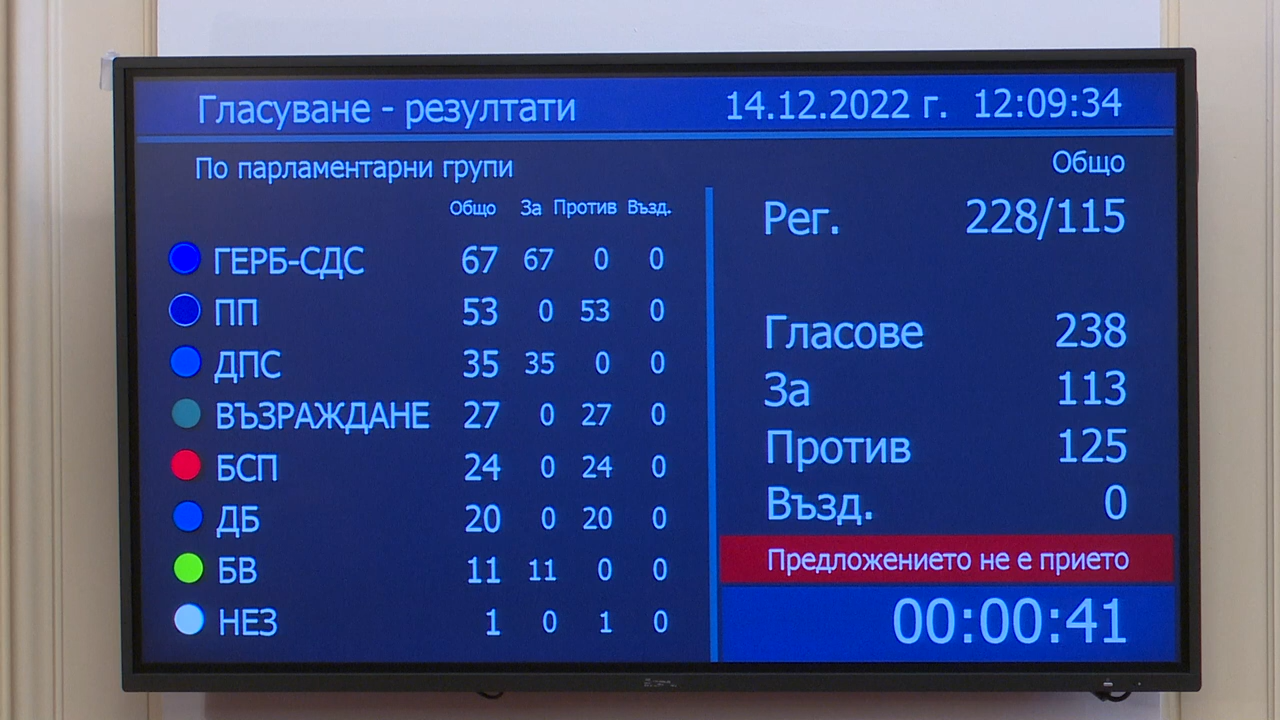 Гласуване - резултати 14.12.2022 г. 12:09:34
По парламентарни групи
Общо За Против Възд.
ГЕРБ-СДС 67 67 0 0
ПП 53 0 53 0
ДПС 35 35 0 0
ВЪЗРАЖДАНЕ 27 0 27 0
БСП 24 0 24 0
ДБ 20 0 20 0
БВ 11 11 0 0
НЕЗ 1 0 1 0
Общо
Рег. 228/115
Гласове 238
За 113
Против 125
Възд. 0
Предложението не е прието
00:00:41